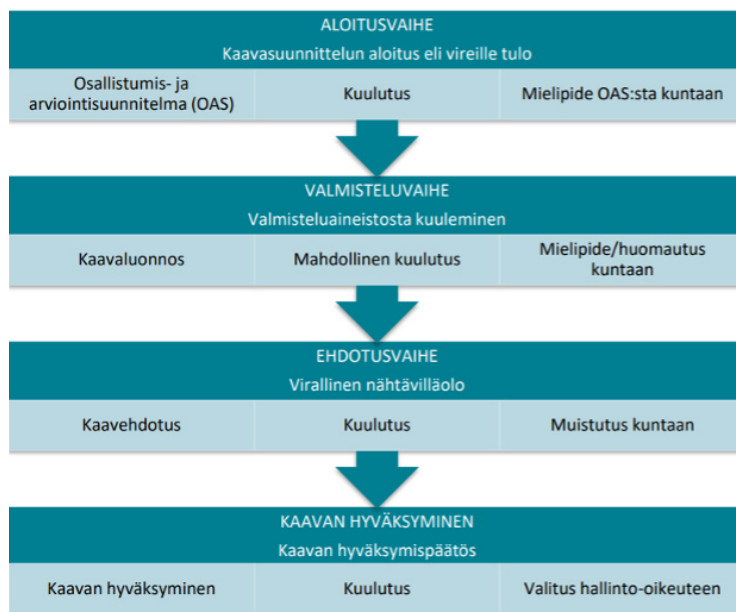 ALOITUSVAIHE
Kaavasuunnittelun aloitus eli vireille tulo
Osallistumis- ja
arviointisuunnitelma (OAS)
Kuulutus
Mielipide OAS:sta kuntaan
VALMISTELUVAIHE
Valmisteluaineistosta kuuleminen
Kaavaluonnos
Mahdollinen kuulutus
Mielipide/huomautus
kuntaan
EHDOTUSVAIHE
Virallinen nähtävilläolo
Kaavehdotus
Kuulutus
Muistutus kuntaan
KAAVAN HYVÄKSYMINEN
Kaavan hyväksymispäätös
Kaavan hyväksyminen
Kuulutus
Valitus hallinto-oikeuteen